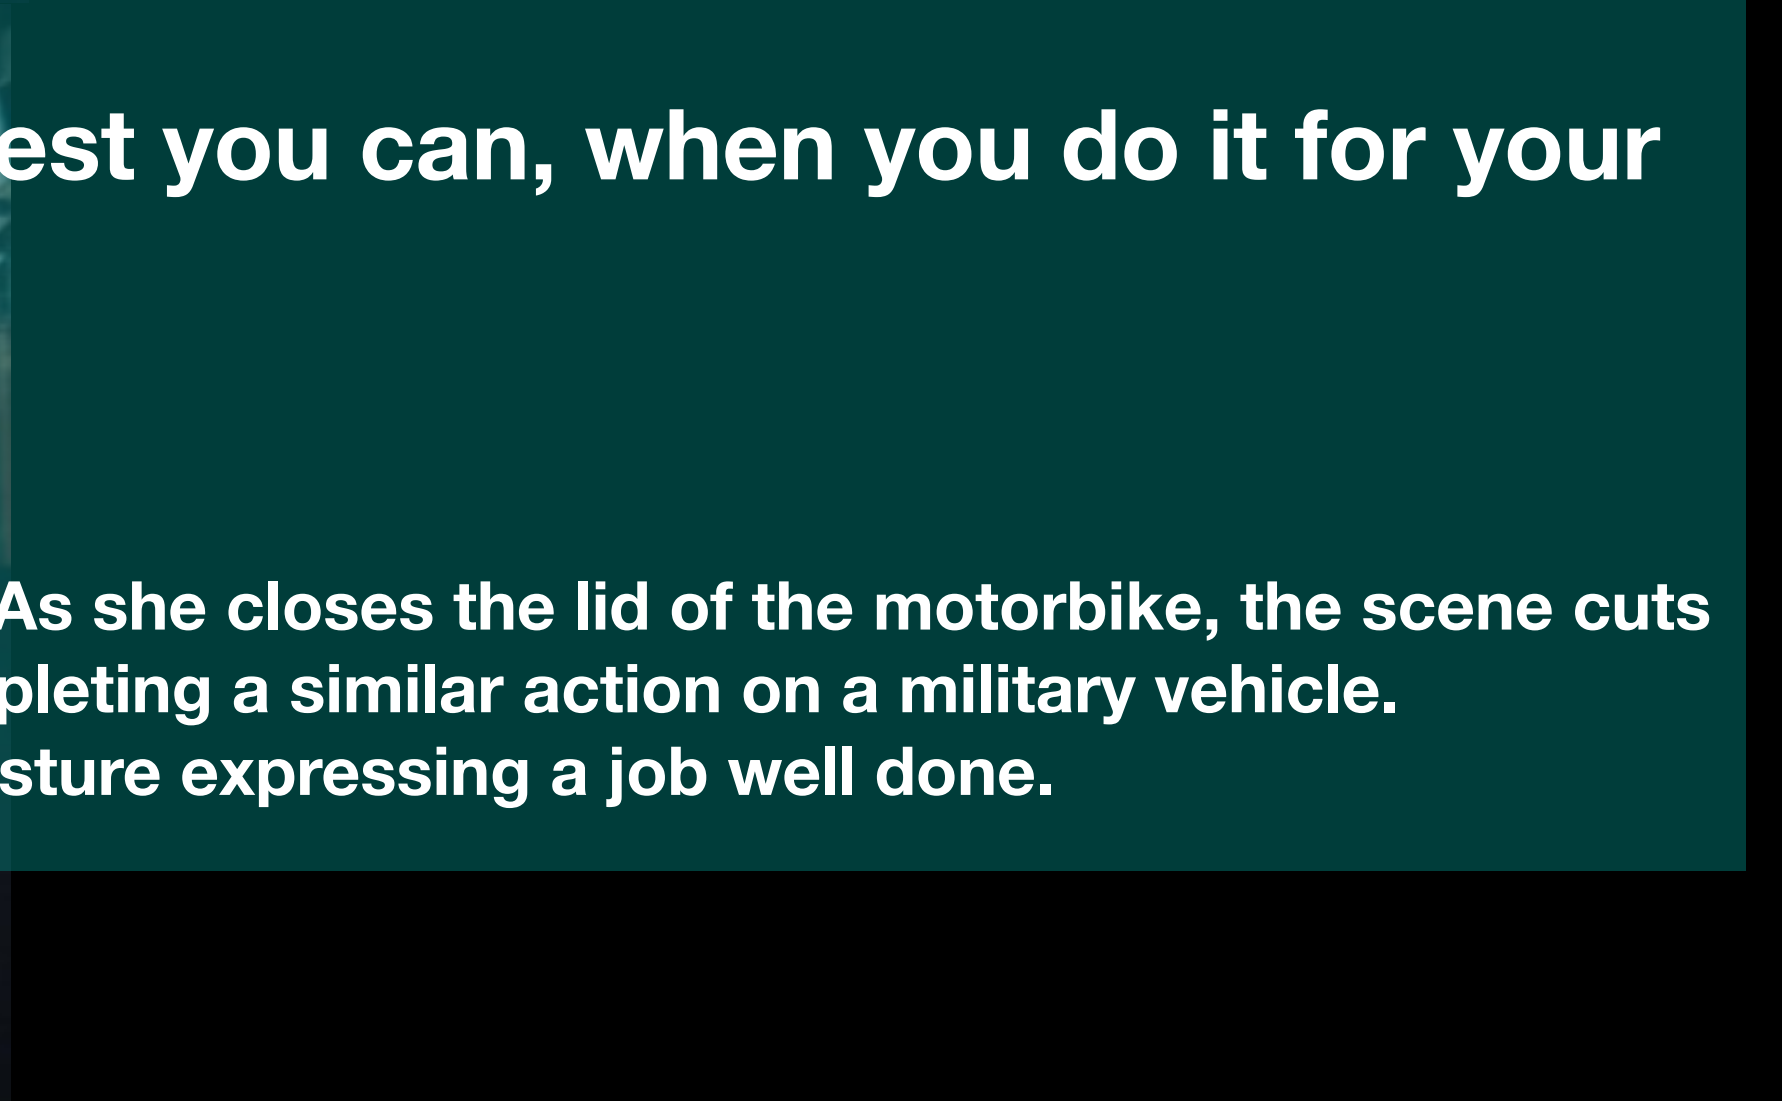 est you can, when you do it for your
As she closes the lid of the motorbike, the scene cuts
pleting a similar action on a military vehicle.
sture expressing a job well done.